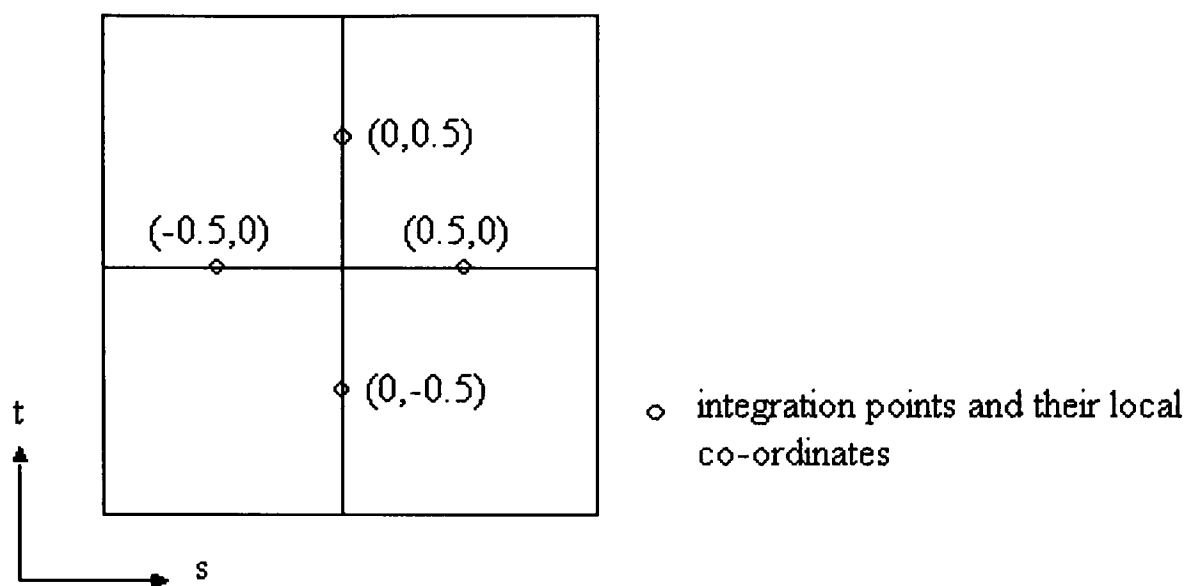 (0,0.5)
(-0.5,0) (0.5,0)
(0,-0.5)
t
s
integration points and their local
co-ordinates